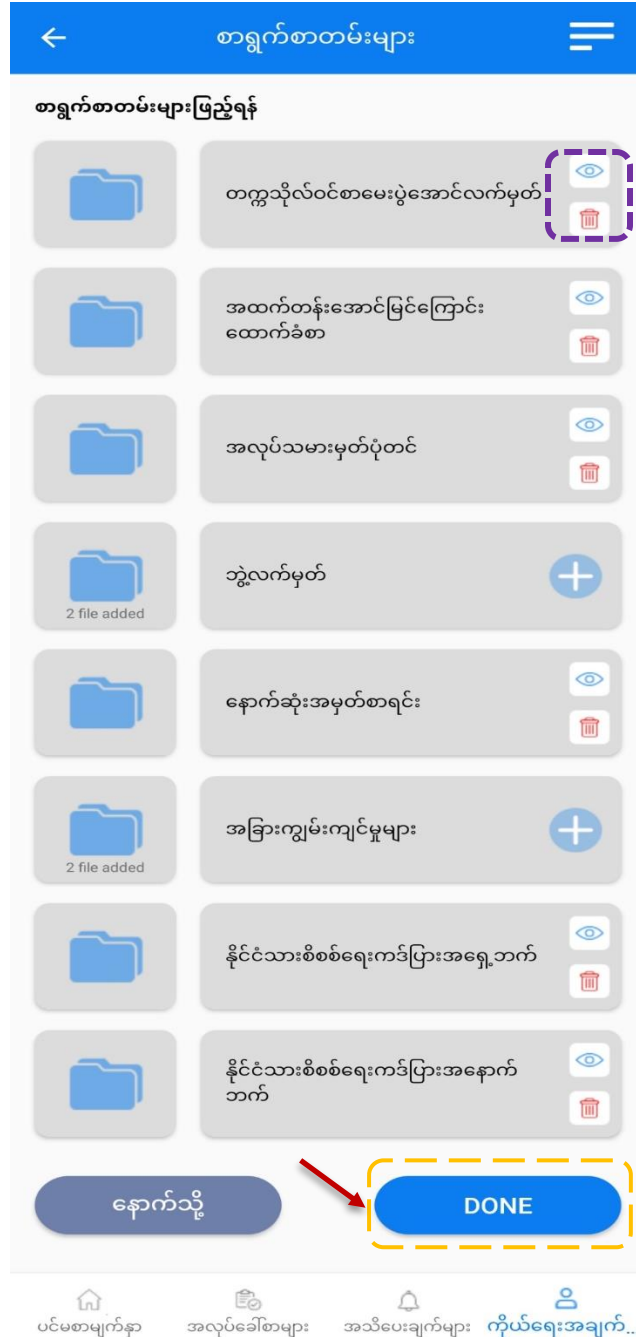 စာရွက်စာတမ်းများ
စာရွက်စာတမ်းများဖြည့်ရန်
တက္ကသိုလ်ဝင်စာမေးပွဲအောင်လက်မှတ်
အထက်တန်းအောင်မြင်ကြောင်း
ထောက်ခံစာ
အလုပ်သမားမှတ်ပုံတင်
ဘွဲ့လက်မှတ်
2 file added
နောက်ဆုံးအမှတ်စာရင်း
အခြားကျွမ်းကျင်မှုများ
2 file added
နိုင်ငံသားစိစစ်ရေးကဒ်ပြားအရှေ့ဘက်
နိုင်ငံသားစိစစ်ရေးကဒ်ပြားအနောက်
ဘက်
နောက်သို့
DONE
ပင်မစာမျက်နှာ
အလုပ်ခေါ်စာများ
အသိပေးချက်များ
ကိုယ်ရေးအချက်...